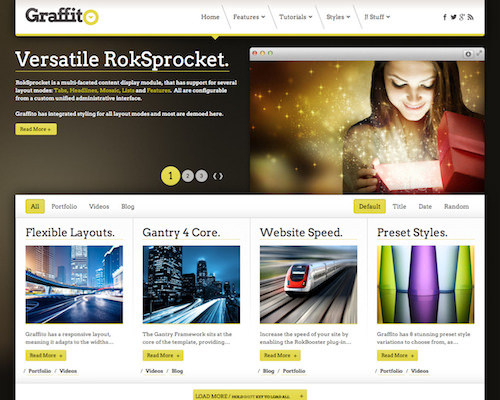 Graffito
Home Features Tutorials Styles J! Stuff
Versatile RokSprocket.
RokSprocket is a multi-faceted content display module, that has support for several
layout modes: Tabs, Headlines, Mosaic, Lists and Features. All are configurable
from a custom unified administrative interface.
Graffito has integrated styling for all layout modes and most are demoed here.
Read More »
1 2 3
All Portfolio Videos Blog
Default Title Date Random
Flexible Layouts.
Graffito has a responsive layout,
meaning it adapts to the widths...
Read More »
/ Portfolio / Videos
Gantry 4 Core.
The Gantry Framework sits at the
core of the template, providing...
Read More »
/ Videos / Blog
Website Speed.
Increase the speed of your site by
enabling the RokBooster plug-in...
Read More »
/ Blog / Portfolio
Preset Styles.
Graffito has 8 stunning preset style
variations to choose from, as...
Read More »
/ Portfolio / Videos
LOAD MORE / HOLD SHIFT KEY TO LOAD ALL +